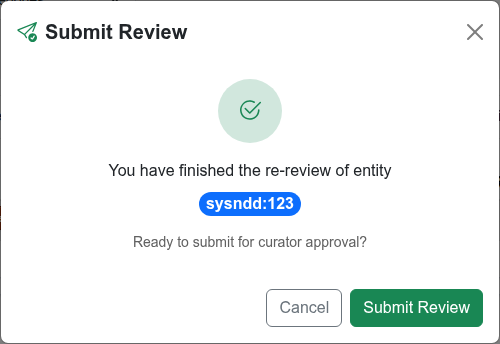 Submit Review
You have finished the re-review of entity
sysndd:123
Ready to submit for curator approval?
Cancel
Submit Review